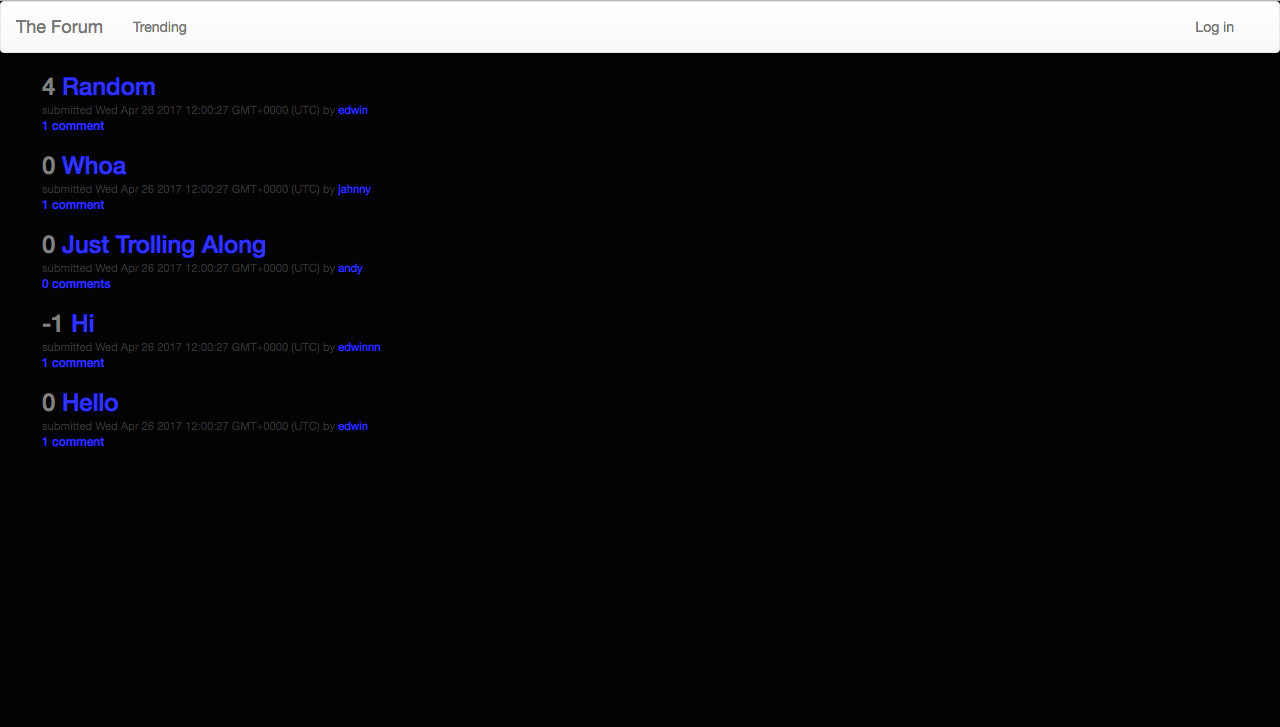 The Forum Trending Log in
4 Random
submitted Wed Apr 26 2017 12:00:27 GMT+0000 (UTC) by edwin
1 comment
0 Whoa
submitted Wed Apr 26 2017 12:00:27 GMT+0000 (UTC) by jahnny
1 comment
0 Just Trolling Along
submitted Wed Apr 26 2017 12:00:27 GMT+0000 (UTC) by andy
0 comments
-1 Hi
submitted Wed Apr 26 2017 12:00:27 GMT+0000 (UTC) by edwinnn
1 comment
0 Hello
submitted Wed Apr 26 2017 12:00:27 GMT+0000 (UTC) by edwin
1 comment